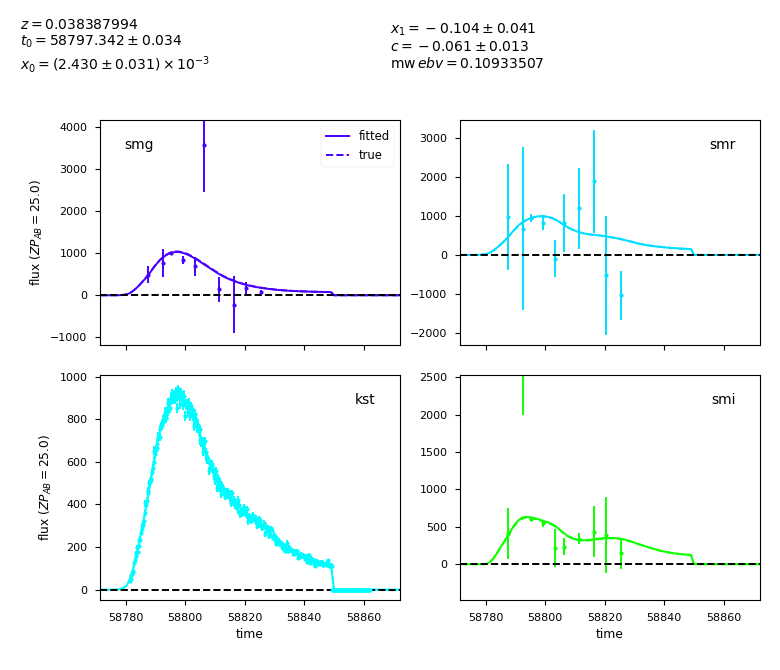 z = 0.038387994
t₀ = 58797.342 ± 0.034
x₀ = (2.430 ± 0.031) × 10⁻³
x₁ = −0.104 ± 0.041
c = −0.061 ± 0.013
mw ebv = 0.10933507
smg
fitted
true
4000
3000
2000
1000
0
−1000
flux (ZP_AB = 25.0)
smr
3000
2000
1000
0
−1000
−2000
kst
1000
800
600
400
200
0
flux (ZP_AB = 25.0)
58780 58800 58820 58840 58860
time
smi
2500
2000
1500
1000
500
0
58780 58800 58820 58840 58860
time